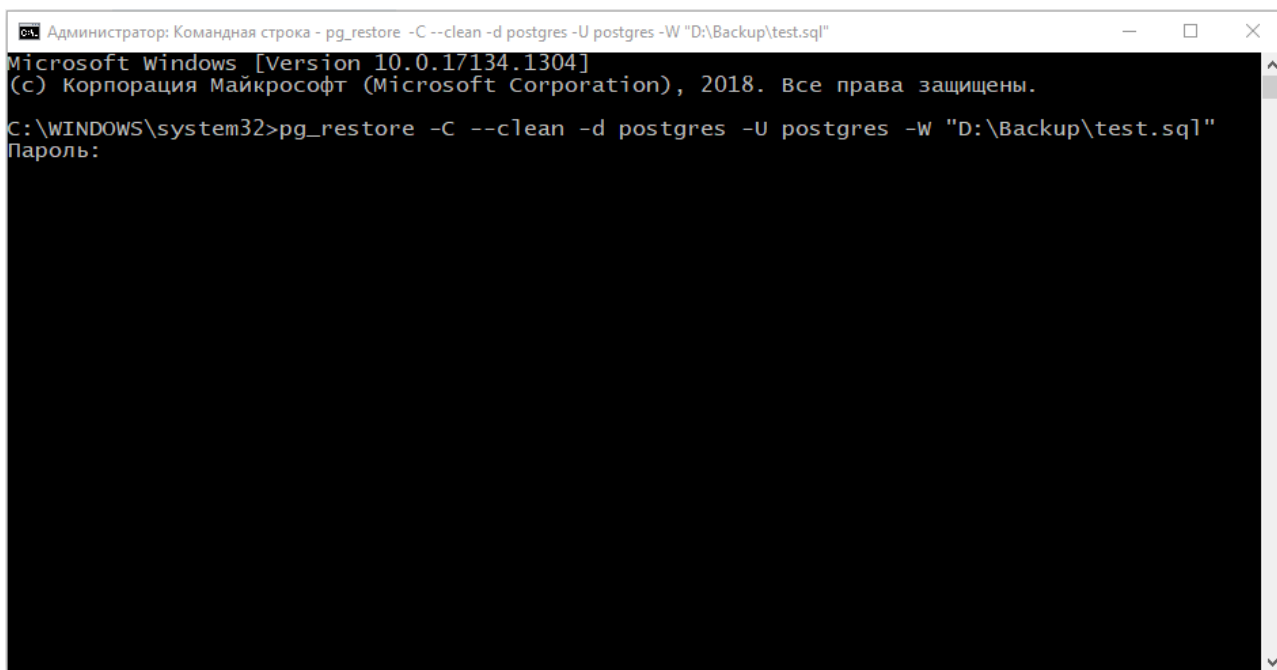 Администратор: Командная строка - pg_restore -C --clean -d postgres -U postgres -W "D:\Backup\test.sql"
Microsoft Windows [Version 10.0.17134.1304]
(c) Корпорация Майкрософт (Microsoft Corporation), 2018. Все права защищены.
C:\WINDOWS\system32>pg_restore -C --clean -d postgres -U postgres -W "D:\Backup\test.sql"
Пароль: